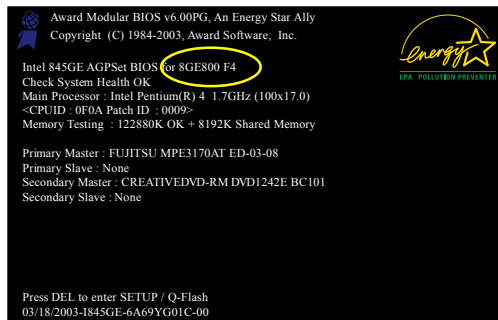 Award Modular BIOS v6.00PG, An Energy Star Ally
Copyright (C) 1984-2003, Award Software, Inc.
energy
EPA POLLUTION PREVENTER
Intel 845GE AGPSet BIOS for 8GE800 F4
Check System Health OK
Main Processor : Intel Pentium(R) 4 1.7GHz (100x17.0)
<CPUID : 0F0A Patch ID : 0009>
Memory Testing : 122880K OK + 8192K Shared Memory
Primary Master : FUJITSU MPE3170AT ED-03-08
Primary Slave : None
Secondary Master : CREATIVEDVD-RM DVD1242E BC101
Secondary Slave : None
Press DEL to enter SETUP / Q-Flash
03/18/2003-I845GE-6A69YG01C-00